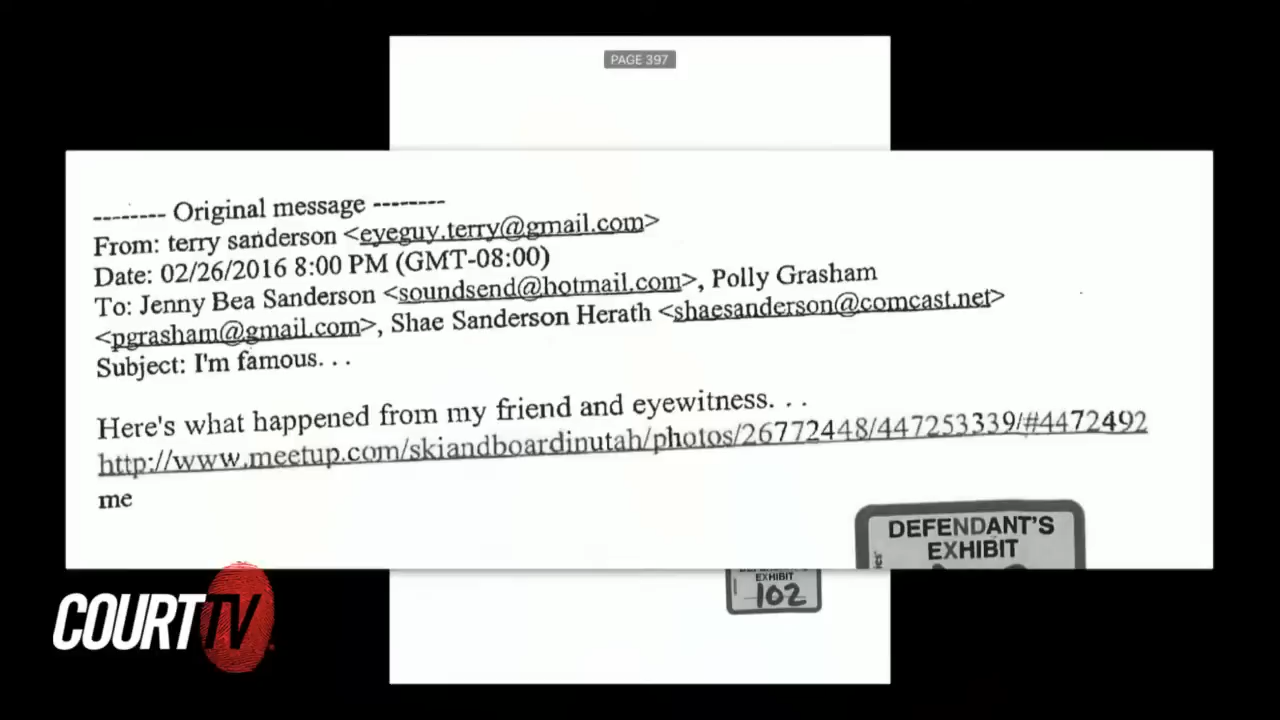 PAGE 397
-------- Original message --------
From: terry sanderson <eyeguy.terry@gmail.com>
Date: 02/26/2016 8:00 PM (GMT-08:00)
To: Jenny Bea Sanderson <soundsend@hotmail.com>, Polly Grasham
<pgrasham@gmail.com>, Shae Sanderson Herath <shaesanderson@comcast.net>
Subject: I'm famous. . .
Here's what happened from my friend and eyewitness. . .
http://www.meetup.com/skiandboardinutah/photos/26772448/447253339/#4472492
me
DEFENDANT'S
EXHIBIT
EXHIBIT
102
COURT TV